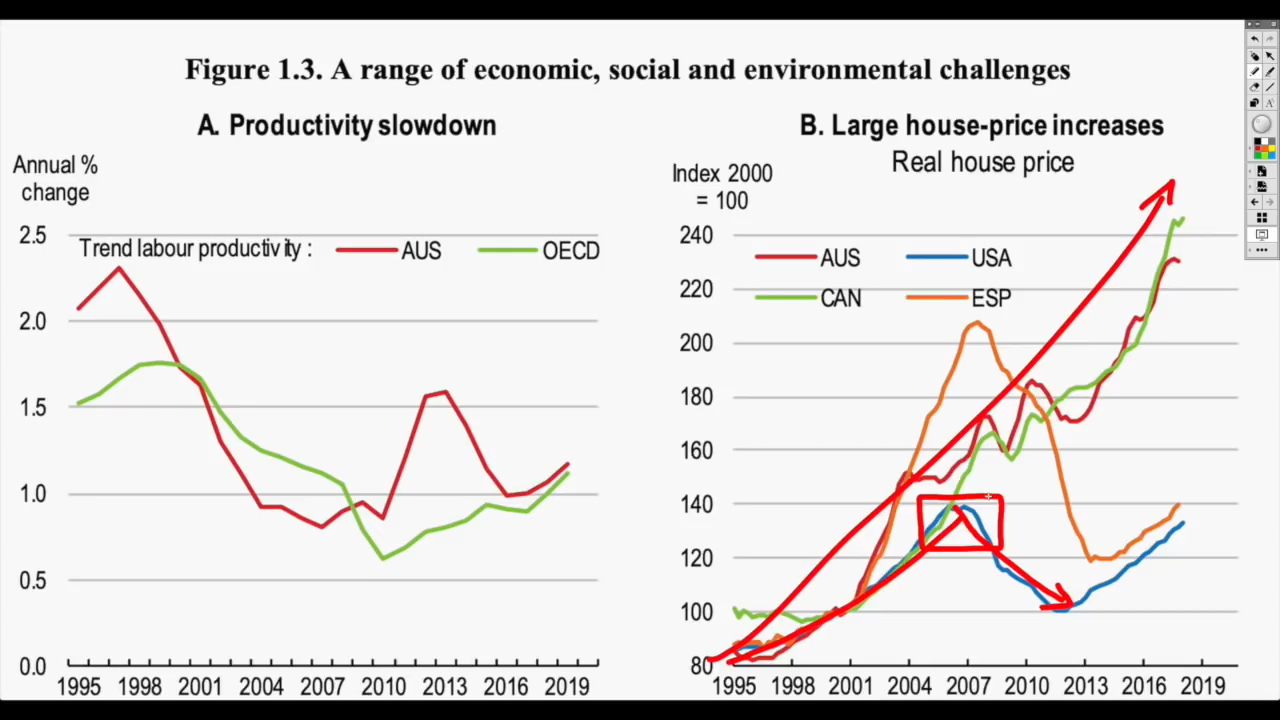 Figure 1.3. A range of economic, social and environmental challenges
A. Productivity slowdown
Annual %
change
Trend labour productivity : AUS OECD
2.5
2.0
1.5
1.0
0.5
0.0
1995 1998 2001 2004 2007 2010 2013 2016 2019
B. Large house-price increases
Real house price
Index 2000
= 100
AUS USA
CAN ESP
240
220
200
180
160
140
120
100
80
1995 1998 2001 2004 2007 2010 2013 2016 2019